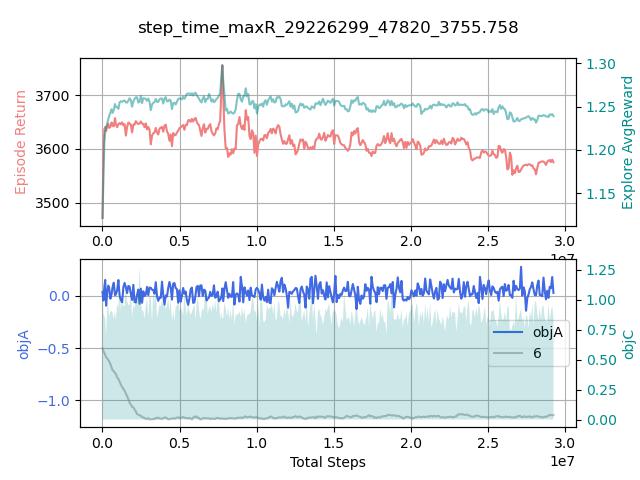 step_time_maxR_29226299_47820_3755.758
3700
3600
3500
Episode Return
1.30
1.25
1.20
1.15
Explore AvgReward
0.0 0.5 1.0 1.5 2.0 2.5 3.0
1e7
0.0
−0.5
−1.0
objA
1.25
1.00
0.75
0.50
0.25
0.00
objC
objA
6
0.0 0.5 1.0 1.5 2.0 2.5 3.0
Total Steps
1e7